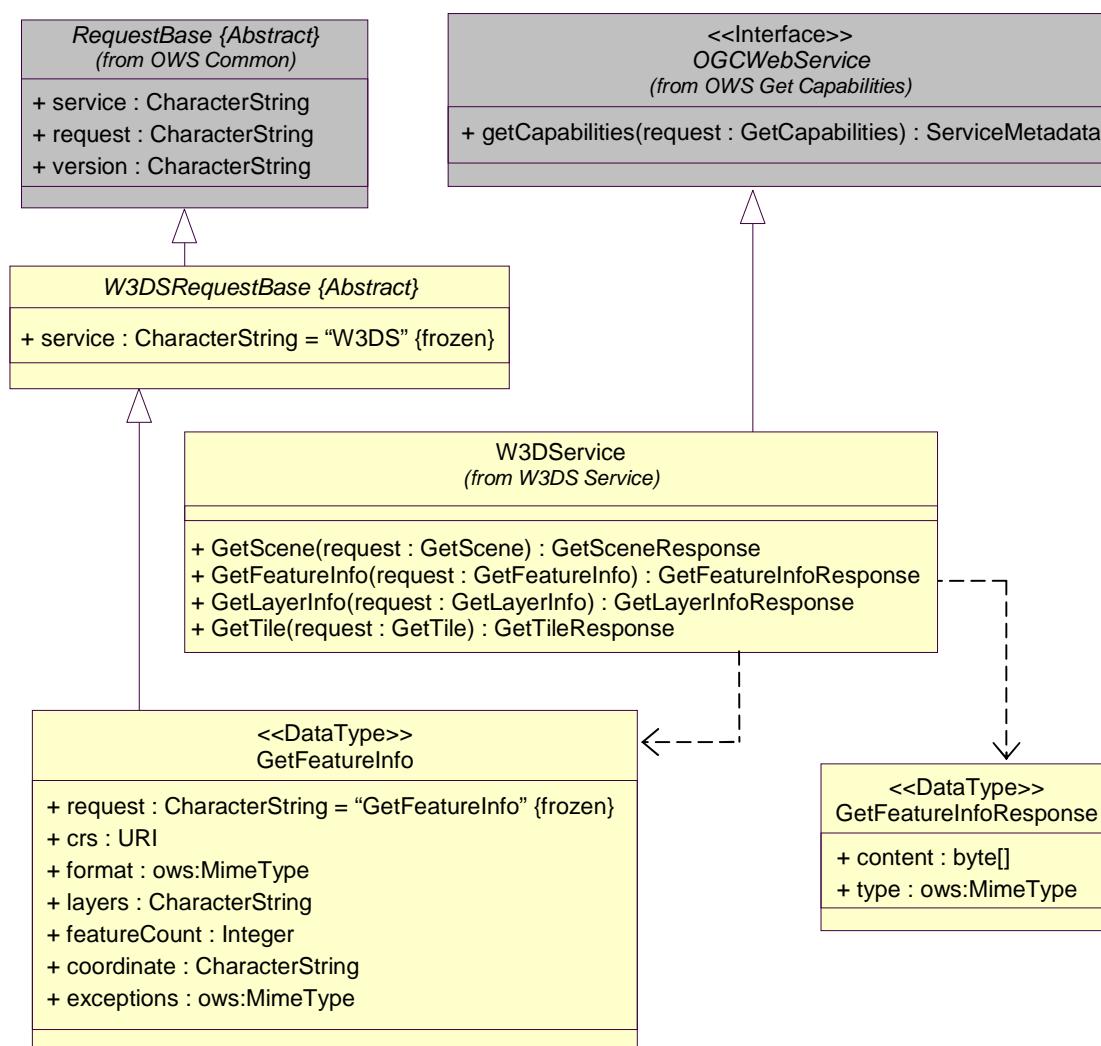 RequestBase {Abstract}
(from OWS Common)
+ service : CharacterString
+ request : CharacterString
+ version : CharacterString
<<Interface>>
OGCWebService
(from OWS Get Capabilities)
+ getCapabilities(request : GetCapabilities) : ServiceMetadata
W3DSRequestBase {Abstract}
+ service : CharacterString = “W3DS” {frozen}
W3DService
(from W3DS Service)
+ GetScene(request : GetScene) : GetSceneResponse
+ GetFeatureInfo(request : GetFeatureInfo) : GetFeatureInfoResponse
+ GetLayerInfo(request : GetLayerInfo) : GetLayerInfoResponse
+ GetTile(request : GetTile) : GetTileResponse
<<DataType>>
GetFeatureInfo
+ request : CharacterString = “GetFeatureInfo” {frozen}
+ crs : URI
+ format : ows:MimeType
+ layers : CharacterString
+ featureCount : Integer
+ coordinate : CharacterString
+ exceptions : ows:MimeType
<<DataType>>
GetFeatureInfoResponse
+ content : byte[]
+ type : ows:MimeType